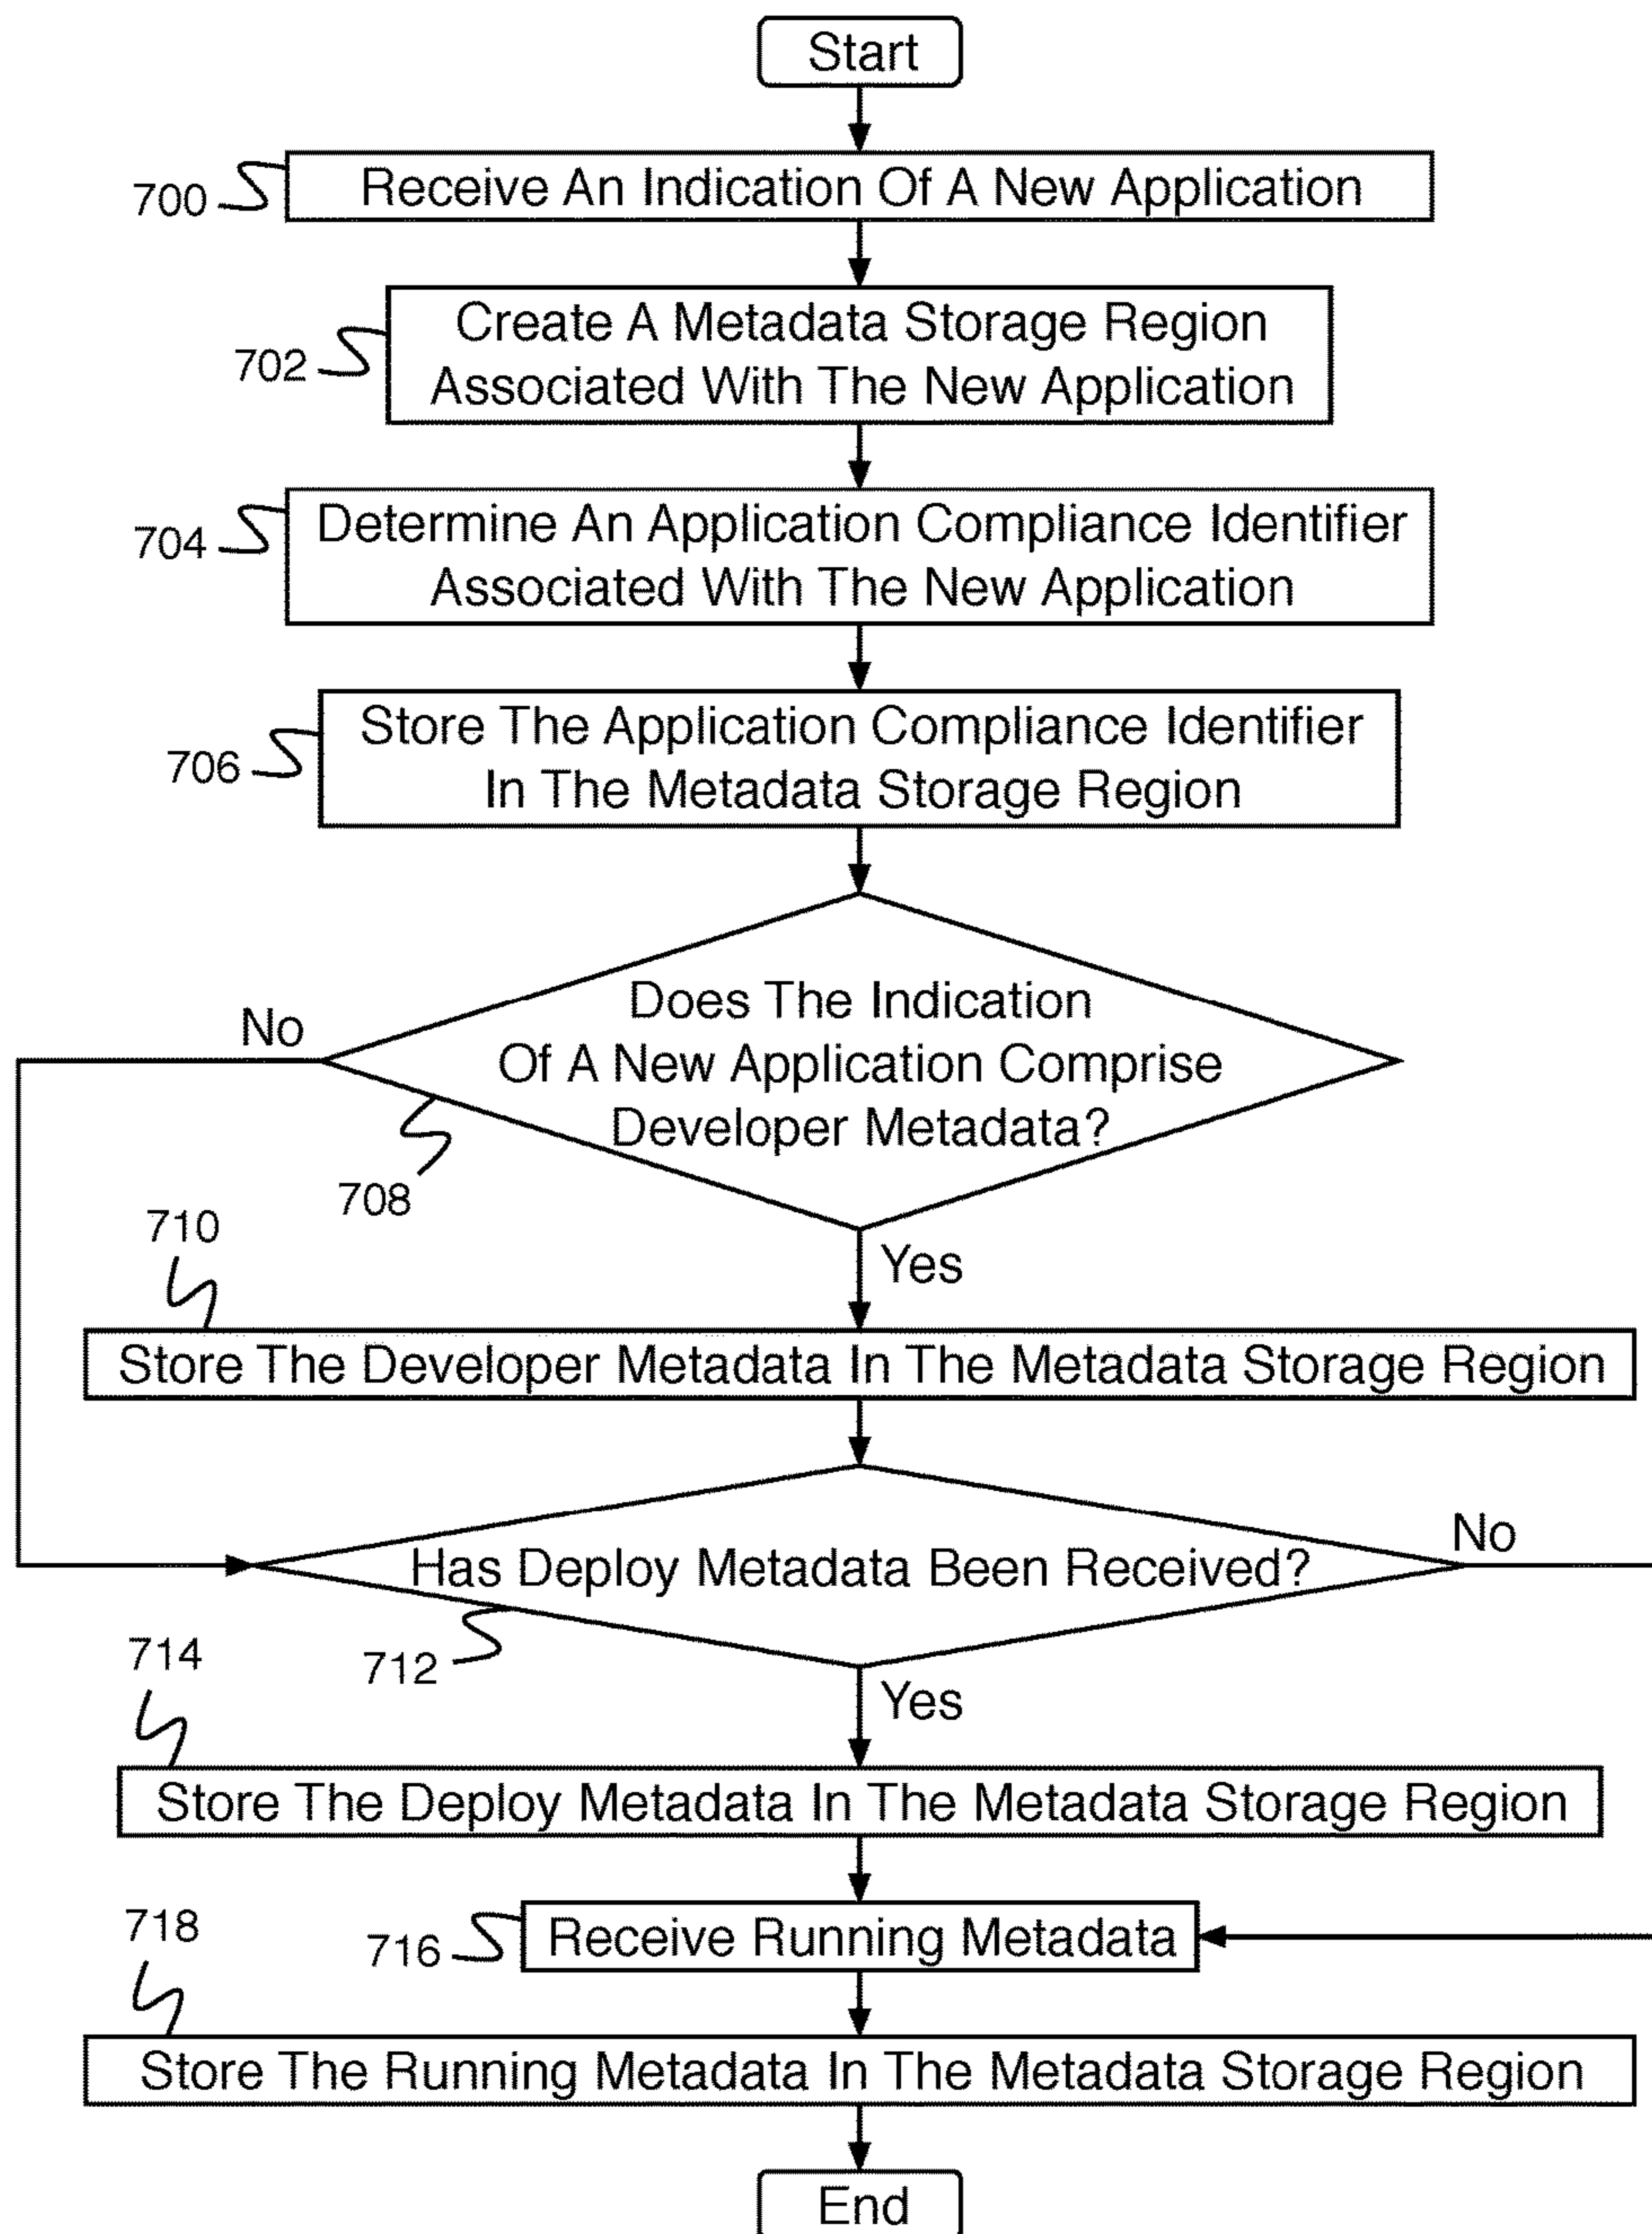 Start
700
Receive An Indication Of A New Application
702
Create A Metadata Storage Region
Associated With The New Application
704
Determine An Application Compliance Identifier
Associated With The New Application
706
Store The Application Compliance Identifier
In The Metadata Storage Region
No
Does The Indication
Of A New Application Comprise
Developer Metadata?
708
Yes
710
Store The Developer Metadata In The Metadata Storage Region
No
Has Deploy Metadata Been Received?
712
Yes
714
Store The Deploy Metadata In The Metadata Storage Region
716
Receive Running Metadata
718
Store The Running Metadata In The Metadata Storage Region
End